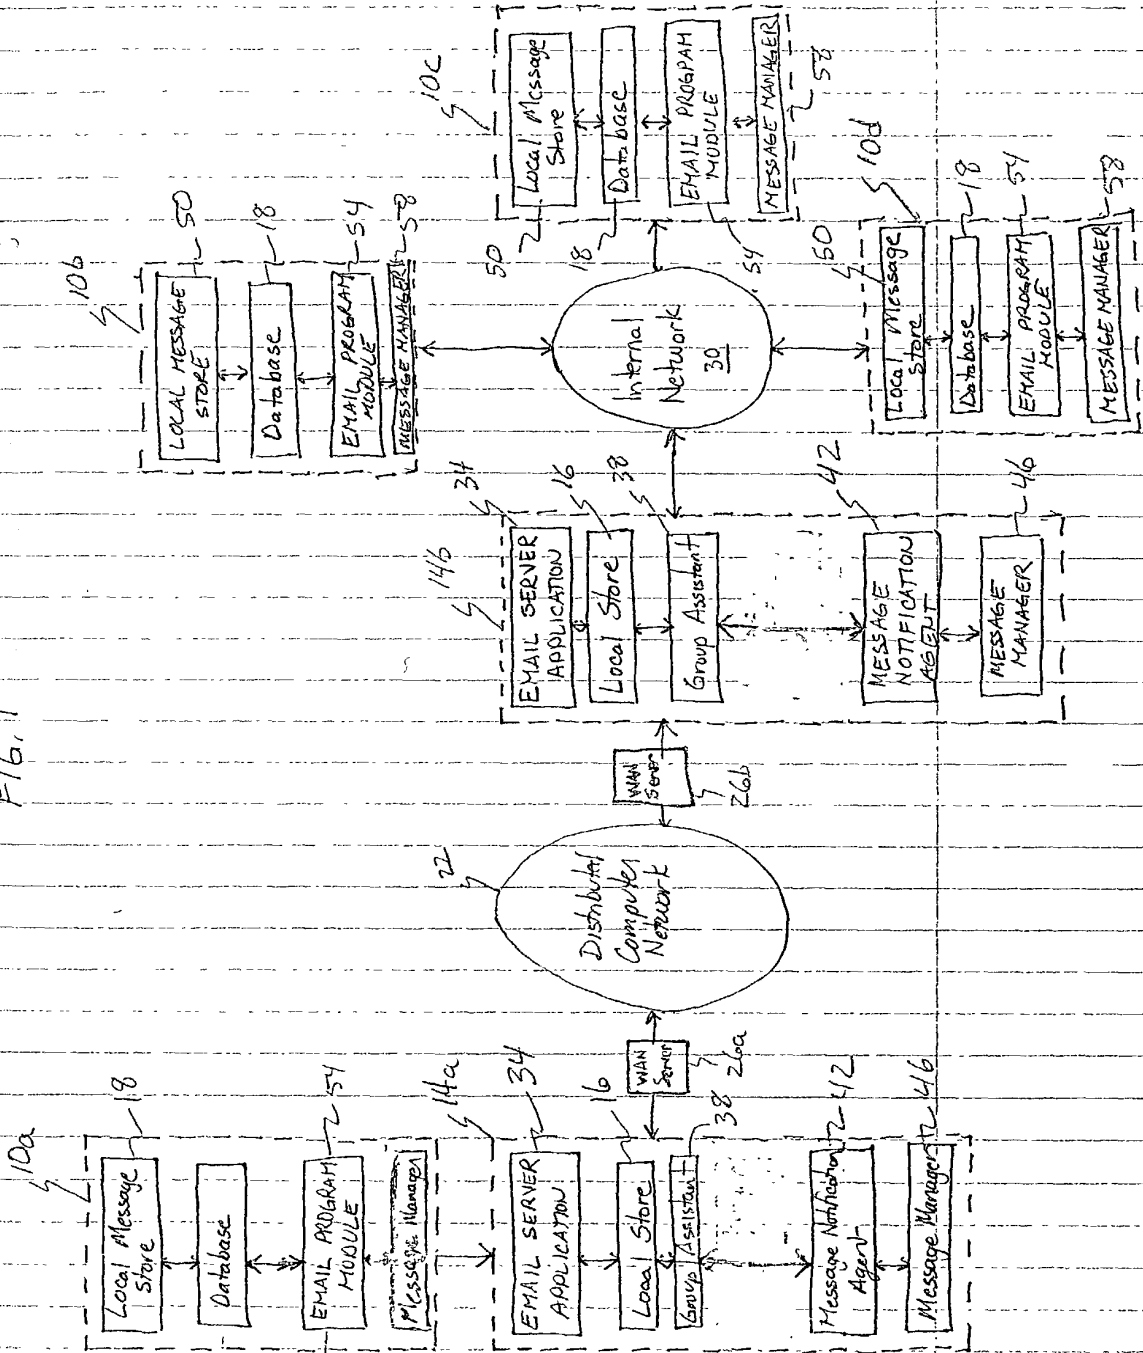 FIG. 1
10a
Local Message
Store
18
Database
EMAIL PROGRAM
MODULE
54
Message Manager
14a
EMAIL SERVER
APPLICATION
34
Local Store
16
Group Assistant
38
Message Notification
Agent
42
Message Manager
46
WAN
Server
26a
22
Distributed
Computer
Network
WAN
Server
26b
14b
EMAIL SERVER
APPLICATION
34
Local Store
16
Group Assistant
38
MESSAGE
NOTIFICATION
AGENT
42
MESSAGE
MANAGER
46
10b
LOCAL MESSAGE
STORE
50
Database
18
EMAIL PROGRAM
MODULE
54
MESSAGE MANAGER
58
Internal
Network
30
10c
Local Message
Store
50
Database
18
EMAIL PROGRAM
MODULE
54
MESSAGE MANAGER
58
10d
Local Message
Store
50
Database
18
EMAIL PROGRAM
MODULE
54
MESSAGE MANAGER
58